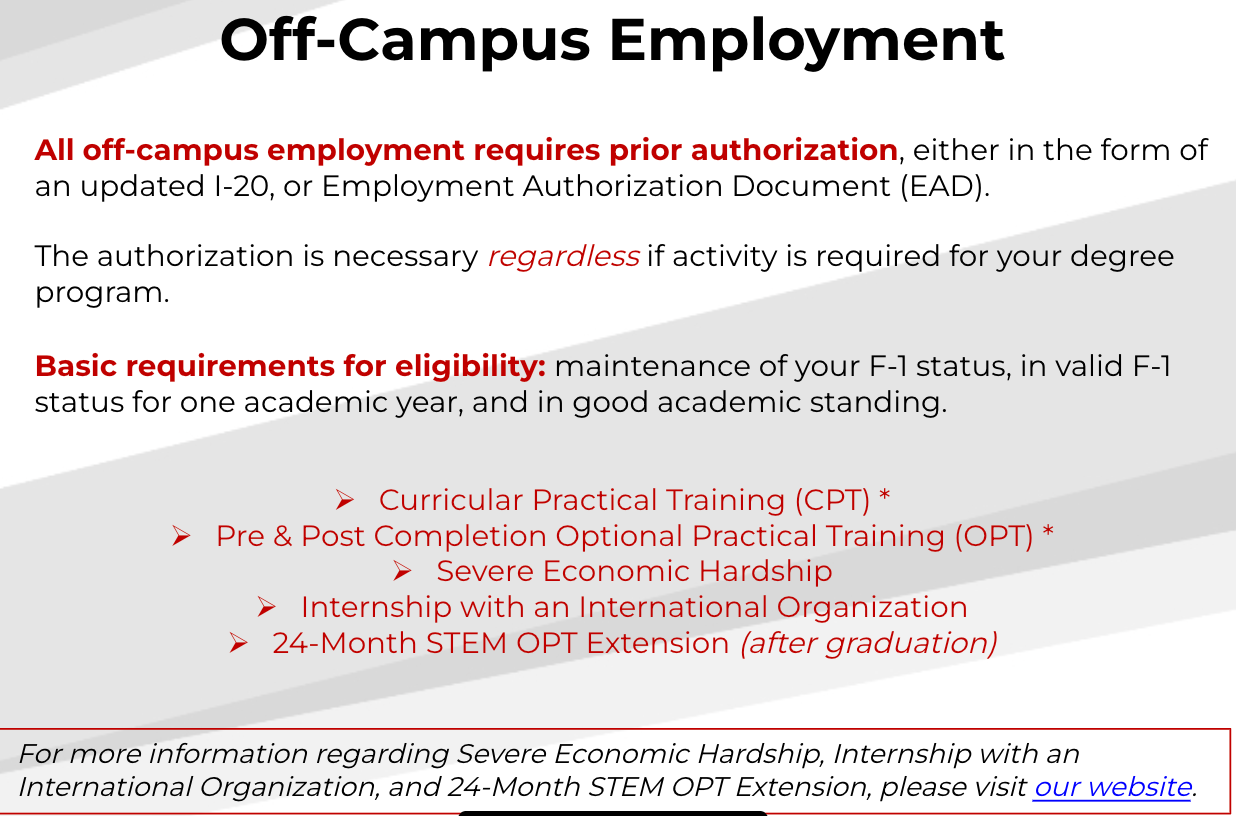 Off-Campus Employment
All off-campus employment requires prior authorization, either in the form of
an updated I-20, or Employment Authorization Document (EAD).
The authorization is necessary regardless if activity is required for your degree
program.
Basic requirements for eligibility: maintenance of your F-1 status, in valid F-1
status for one academic year, and in good academic standing.
➢ Curricular Practical Training (CPT) *
➢ Pre & Post Completion Optional Practical Training (OPT) *
➢ Severe Economic Hardship
➢ Internship with an International Organization
➢ 24-Month STEM OPT Extension (after graduation)
For more information regarding Severe Economic Hardship, Internship with an
International Organization, and 24-Month STEM OPT Extension, please visit our website.